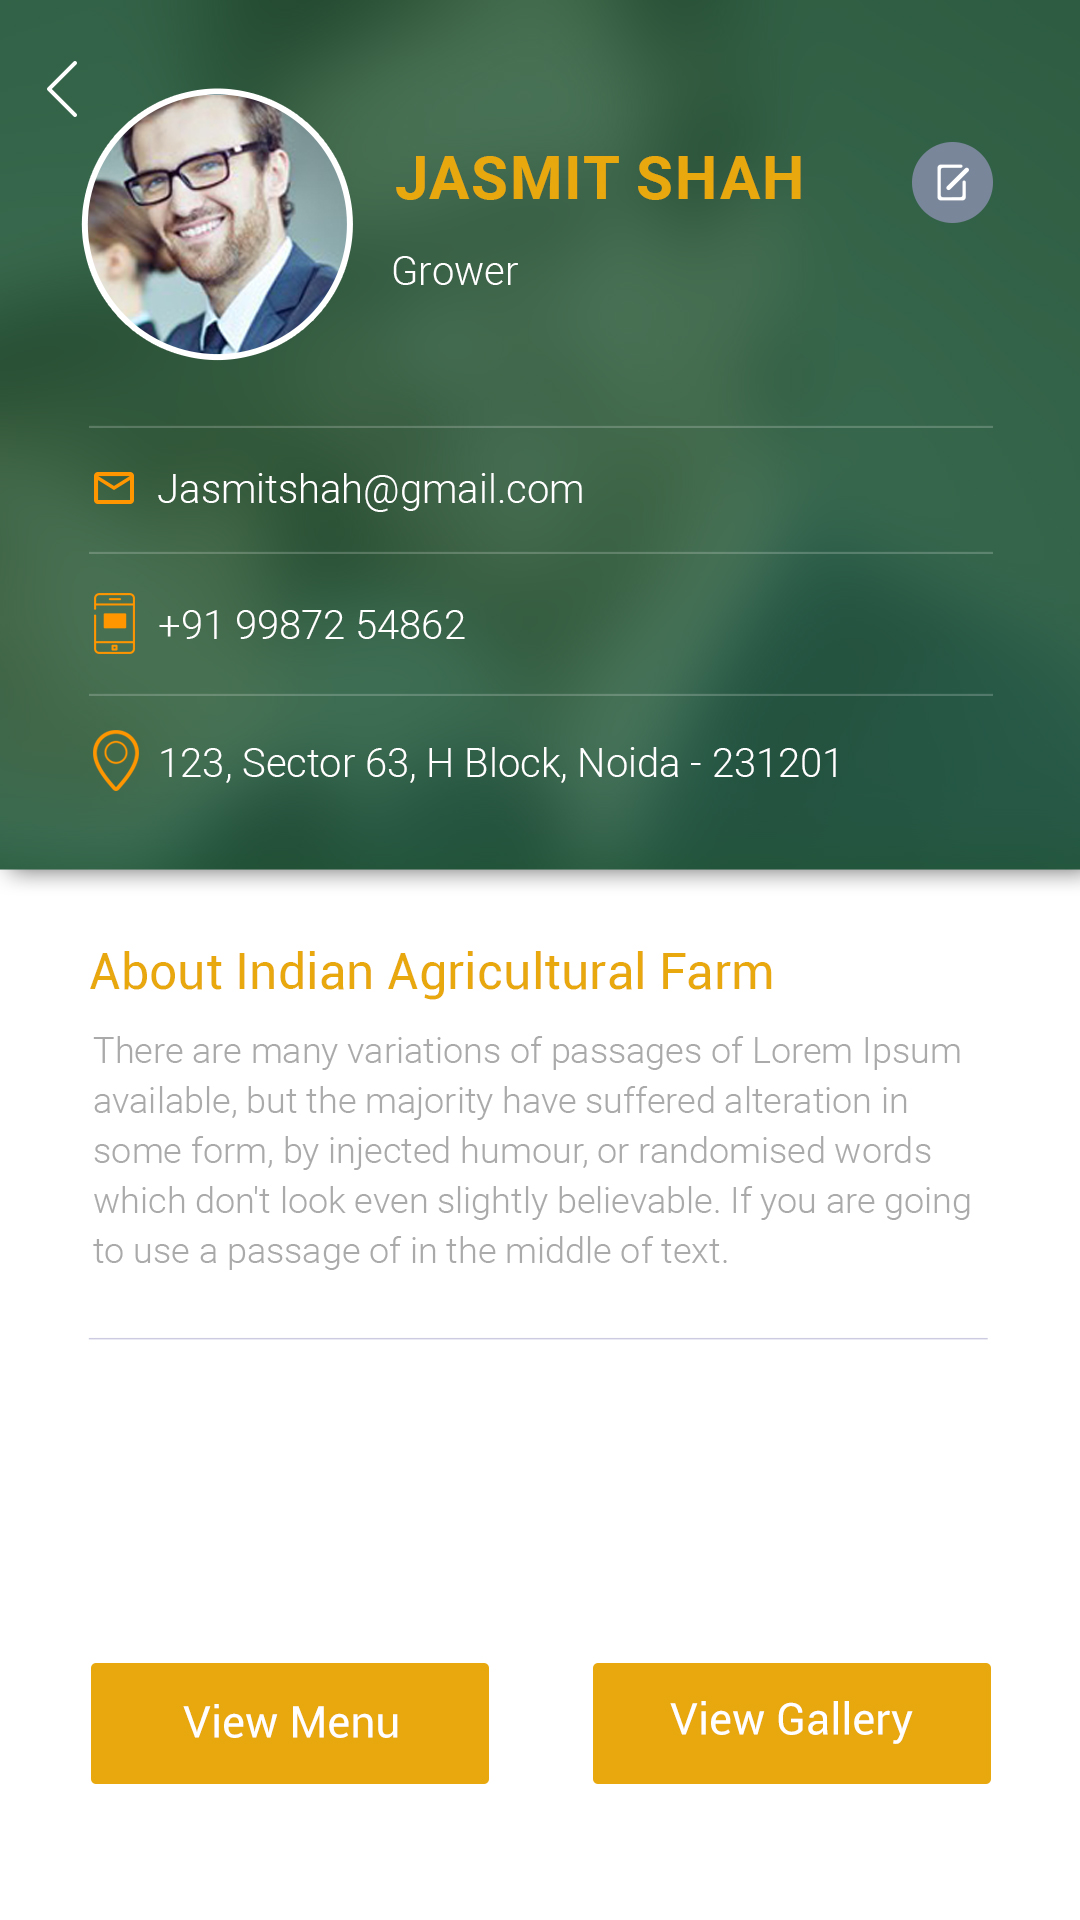 JASMIT SHAH
Grower
Jasmitshah@gmail.com
+91 99872 54862
123, Sector 63, H Block, Noida - 231201
About Indian Agricultural Farm
There are many variations of passages of Lorem Ipsum
available, but the majority have suffered alteration in
some form, by injected humour, or randomised words
which don't look even slightly believable. If you are going
to use a passage of in the middle of text.
View Menu
View Gallery